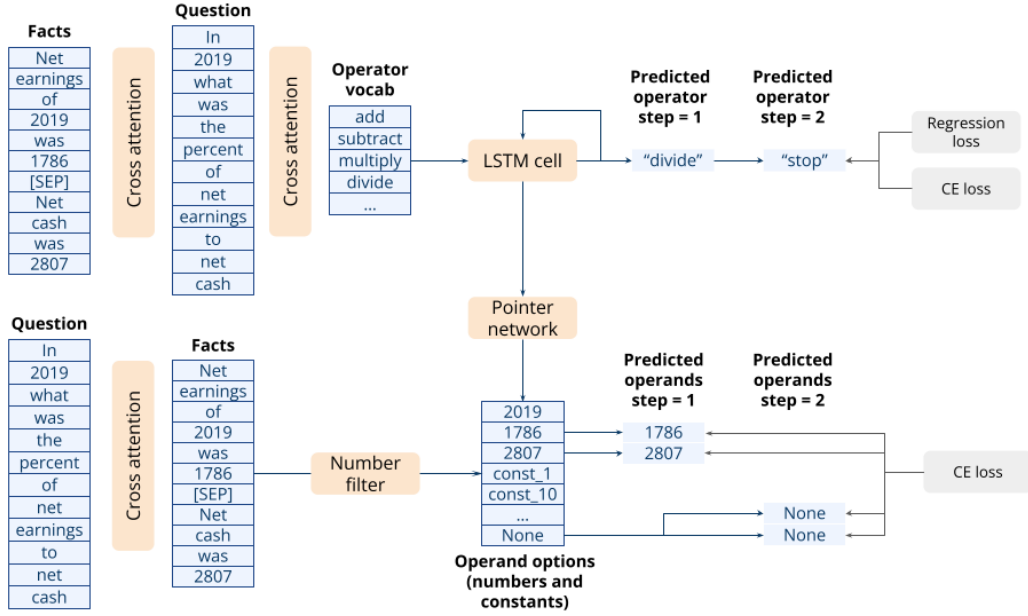 Facts
Net
earnings
of
2019
was
1786
[SEP]
Net
cash
was
2807
Cross attention
Question
In
2019
what
was
the
percent
of
net
earnings
to
net
cash
Cross attention
Operator
vocab
add
subtract
multiply
divide
...
LSTM cell
Predicted
operator
step = 1
“divide”
Predicted
operator
step = 2
“stop”
Regression
loss
CE loss
Pointer
network
Question
In
2019
what
was
the
percent
of
net
earnings
to
net
cash
Cross attention
Facts
Net
earnings
of
2019
was
1786
[SEP]
Net
cash
was
2807
Number
filter
2019
1786
2807
const_1
const_10
...
None
Operand options
(numbers and
constants)
Predicted
operands
step = 1
1786
2807
Predicted
operands
step = 2
None
None
CE loss